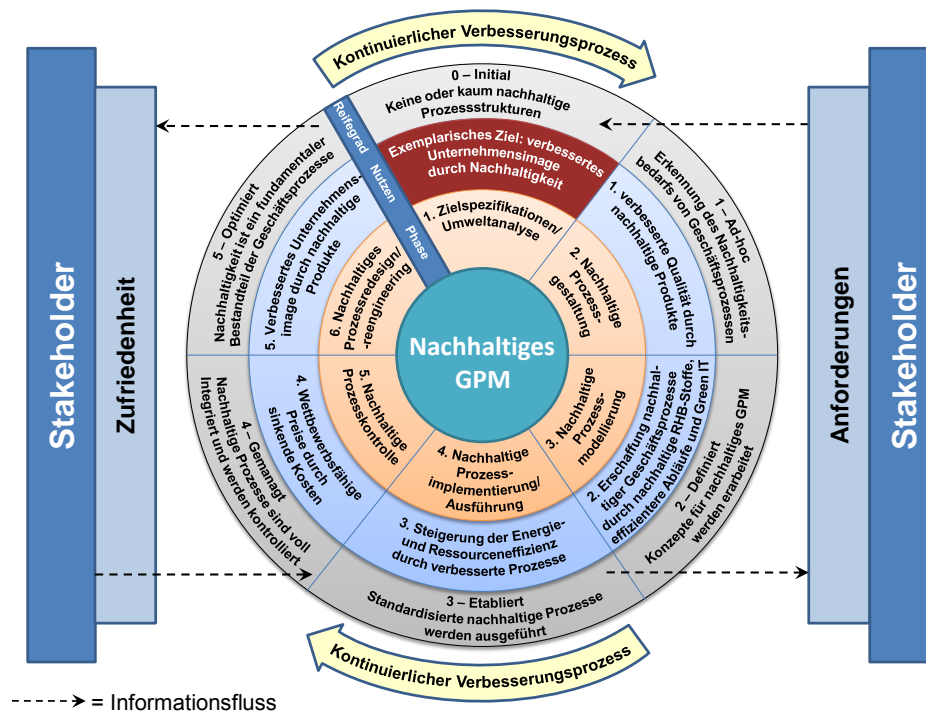 Kontinuierlicher Verbesserungsprozess
Stakeholder
Zufriedenheit
Anforderungen
Stakeholder
Reifegrad
Nutzen
Phase
0 – Initial
Keine oder kaum nachhaltige
Prozessstrukturen
1 – Ad-hoc
Erkennung des Nachhaltigkeits-
bedarfs von Geschäftsprozessen
2 – Definiert
Konzepte für nachhaltiges GPM
werden erarbeitet
3 – Etabliert
Standardisierte nachhaltige Prozesse
werden ausgeführt
4 – Gemanagt
Nachhaltige Prozesse sind voll
Integriert und werden kontrolliert
5 – Optimiert
Nachhaltigkeit ist ein fundamentaler
Bestandteil der Geschäftsprozesse
Exemplarisches Ziel: verbessertes
Unternehmensimage
durch Nachhaltigkeit
1. verbesserte Qualität durch
nachhaltige Produkte
2. Erschaffung nachhal-
tiger Geschäftsprozesse
durch nachhaltige RHB-Stoffe,
effizientere Abläufe und Green IT
3. Steigerung der Energie-
und Ressourceneffizienz
durch verbesserte Prozesse
4. Wettbewerbsfähige
Preise durch
sinkende Kosten
5. Verbessertes Unternehmens-
image durch nachhaltige
Produkte
1. Zielspezifikationen/
Umweltanalyse
2. Nachhaltige
Prozess-
gestaltung
3. Nachhaltige
Prozess-
modellierung
4. Nachhaltige
Prozess-
implementierung/
Ausführung
5. Nachhaltige
Prozesskontrolle
6. Nachhaltiges
Prozessredesign/
-reengineering
Nachhaltiges
GPM
Kontinuierlicher Verbesserungsprozess
= Informationsfluss